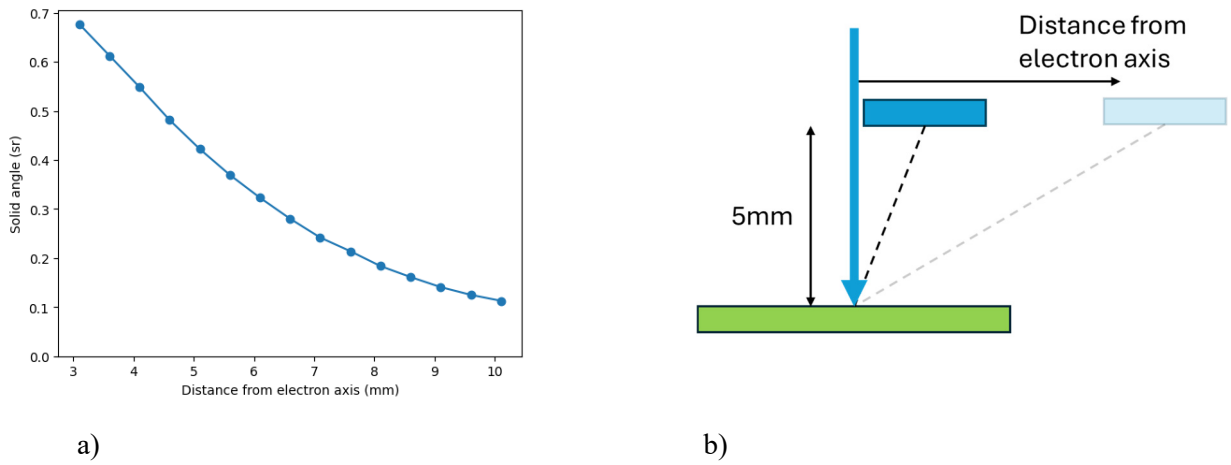 0.7
0.6
0.5
0.4
0.3
0.2
0.1
0.0
Solid angle (sr)
3 4 5 6 7 8 9 10
Distance from electron axis (mm)
a)
Distance from
electron axis
5mm
b)